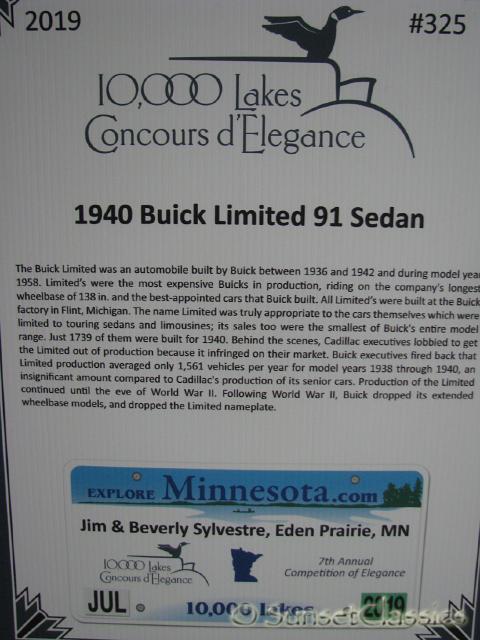 2019
#325
10,000 Lakes
Concours d'Elegance
1940 Buick Limited 91 Sedan
The Buick Limited was an automobile built by Buick between 1936 and 1942 and during model year
1958. Limited's were the most expensive Buicks in production, riding on the company's longest
wheelbase of 138 in. and the best-appointed cars that Buick built. All Limited's were built at the Buick
factory in Flint, Michigan. The name Limited was truly appropriate to the cars themselves which were
limited to touring sedans and limousines; its sales too were the smallest of Buick's entire model
range. Just 1739 of them were built for 1940. Behind the scenes, Cadillac executives lobbied to get
the Limited out of production because it infringed on their market. Buick executives fired back that
Limited production averaged only 1,561 vehicles per year for model years 1938 through 1940, an
insignificant amount compared to Cadillac's production of its senior cars. Production of the Limited
continued until the eve of World War II. Following World War II, Buick dropped its extended
wheelbase models, and dropped the Limited nameplate.
EXPLORE Minnesota.com
Jim & Beverly Sylvestre, Eden Prairie, MN
10,000 Lakes
Concours d'Elegance
7th Annual
Competition of Elegance
JUL
10,000 lakes
2019
© Sunset Classics